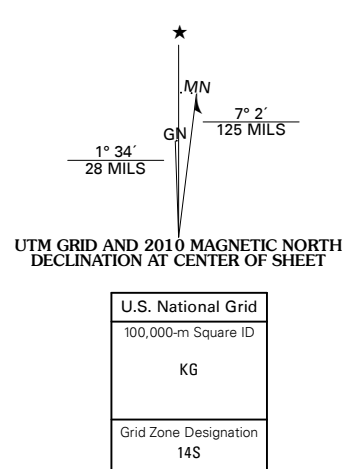 ★
MN
7° 2´
125 MILS
GN
1° 34´
28 MILS
UTM GRID AND 2010 MAGNETIC NORTH
DECLINATION AT CENTER OF SHEET
U.S. National Grid
100,000-m Square ID
KG
Grid Zone Designation
14S